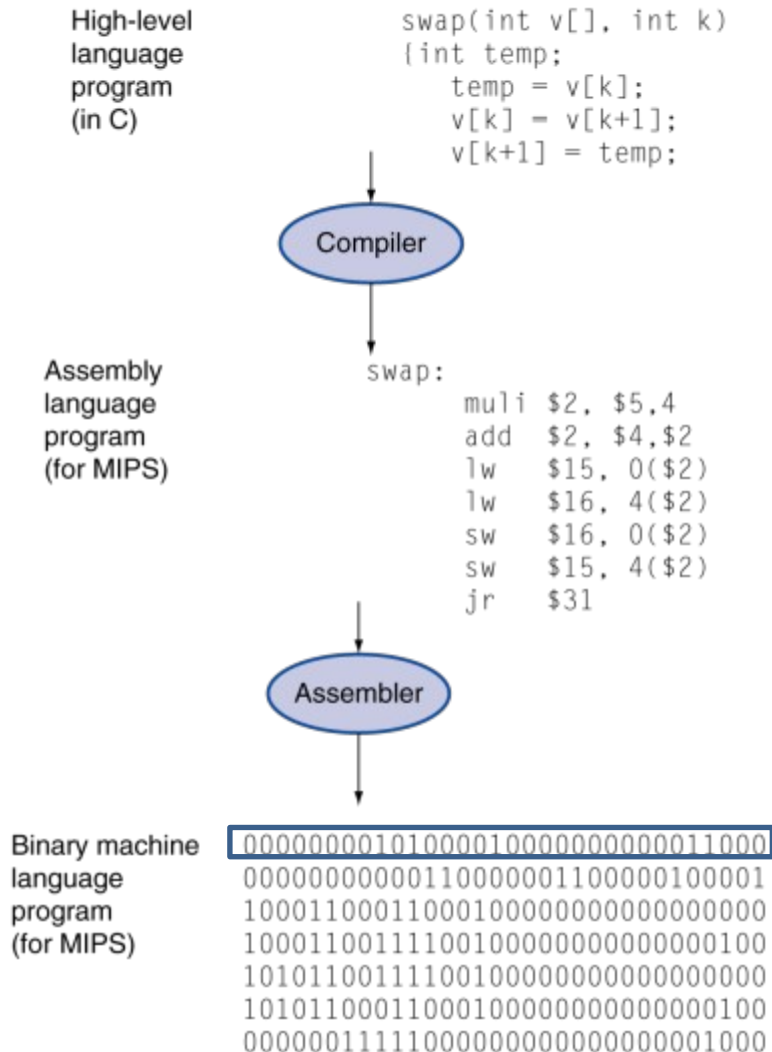 High-level swap(int v[], int k)
language {int temp;
program temp = v[k];
(in C) v[k] = v[k+1];
v[k+1] = temp;
Compiler
Assembly swap:
language muli $2, $5,4
program add $2, $4,$2
(for MIPS) lw $15, 0($2)
lw $16, 4($2)
sw $16, 0($2)
sw $15, 4($2)
jr $31
Assembler
Binary machine 00000000101000010000000000011000
language 00000000000110000001100000100001
program 10001100011000100000000000000000
(for MIPS) 10001100111100100000000000000100
10101100111100100000000000000000
10101100011000100000000000000100
00000011111000000000000000001000